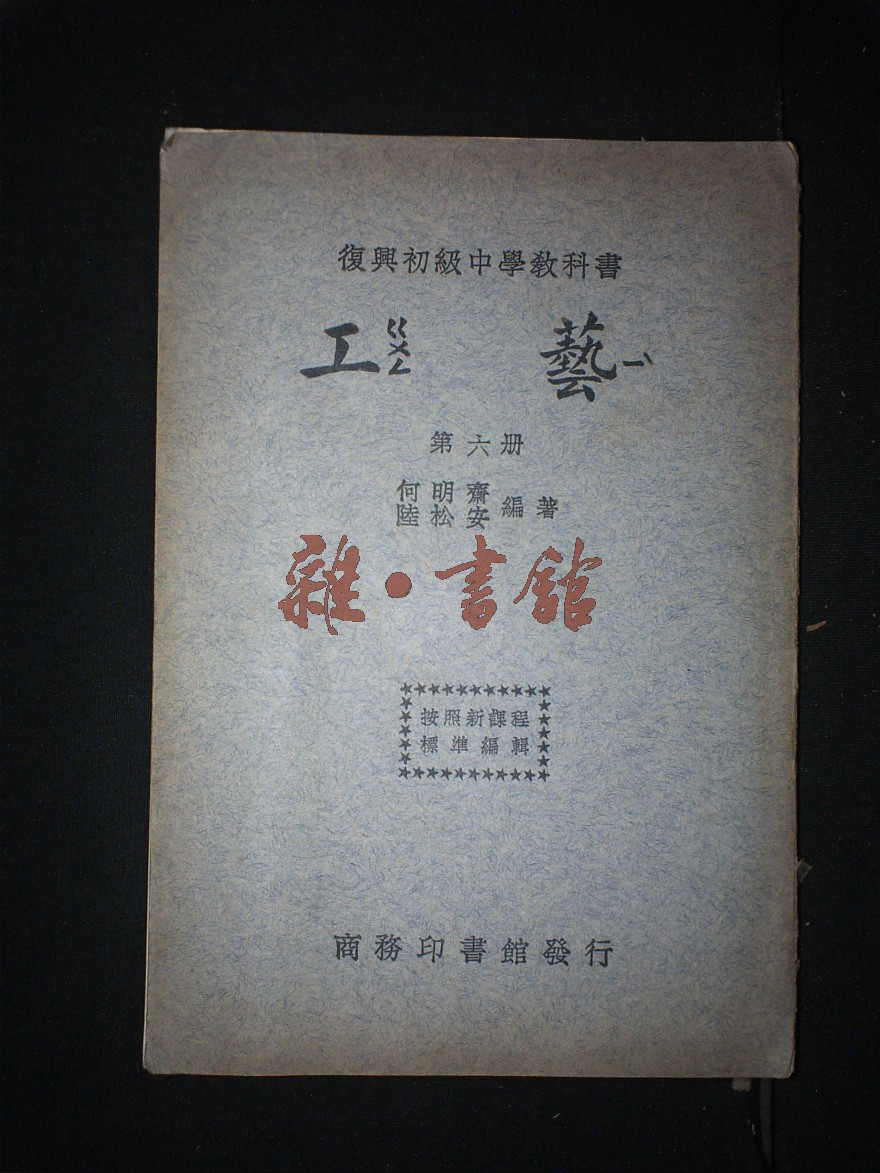 復興初級中學教科書
工ㄍㄨㄥ 藝ㄧˋ
第六册
何明齋
陸松安 編著
雜·書館
按照新課程
標準編輯
商務印書館發行